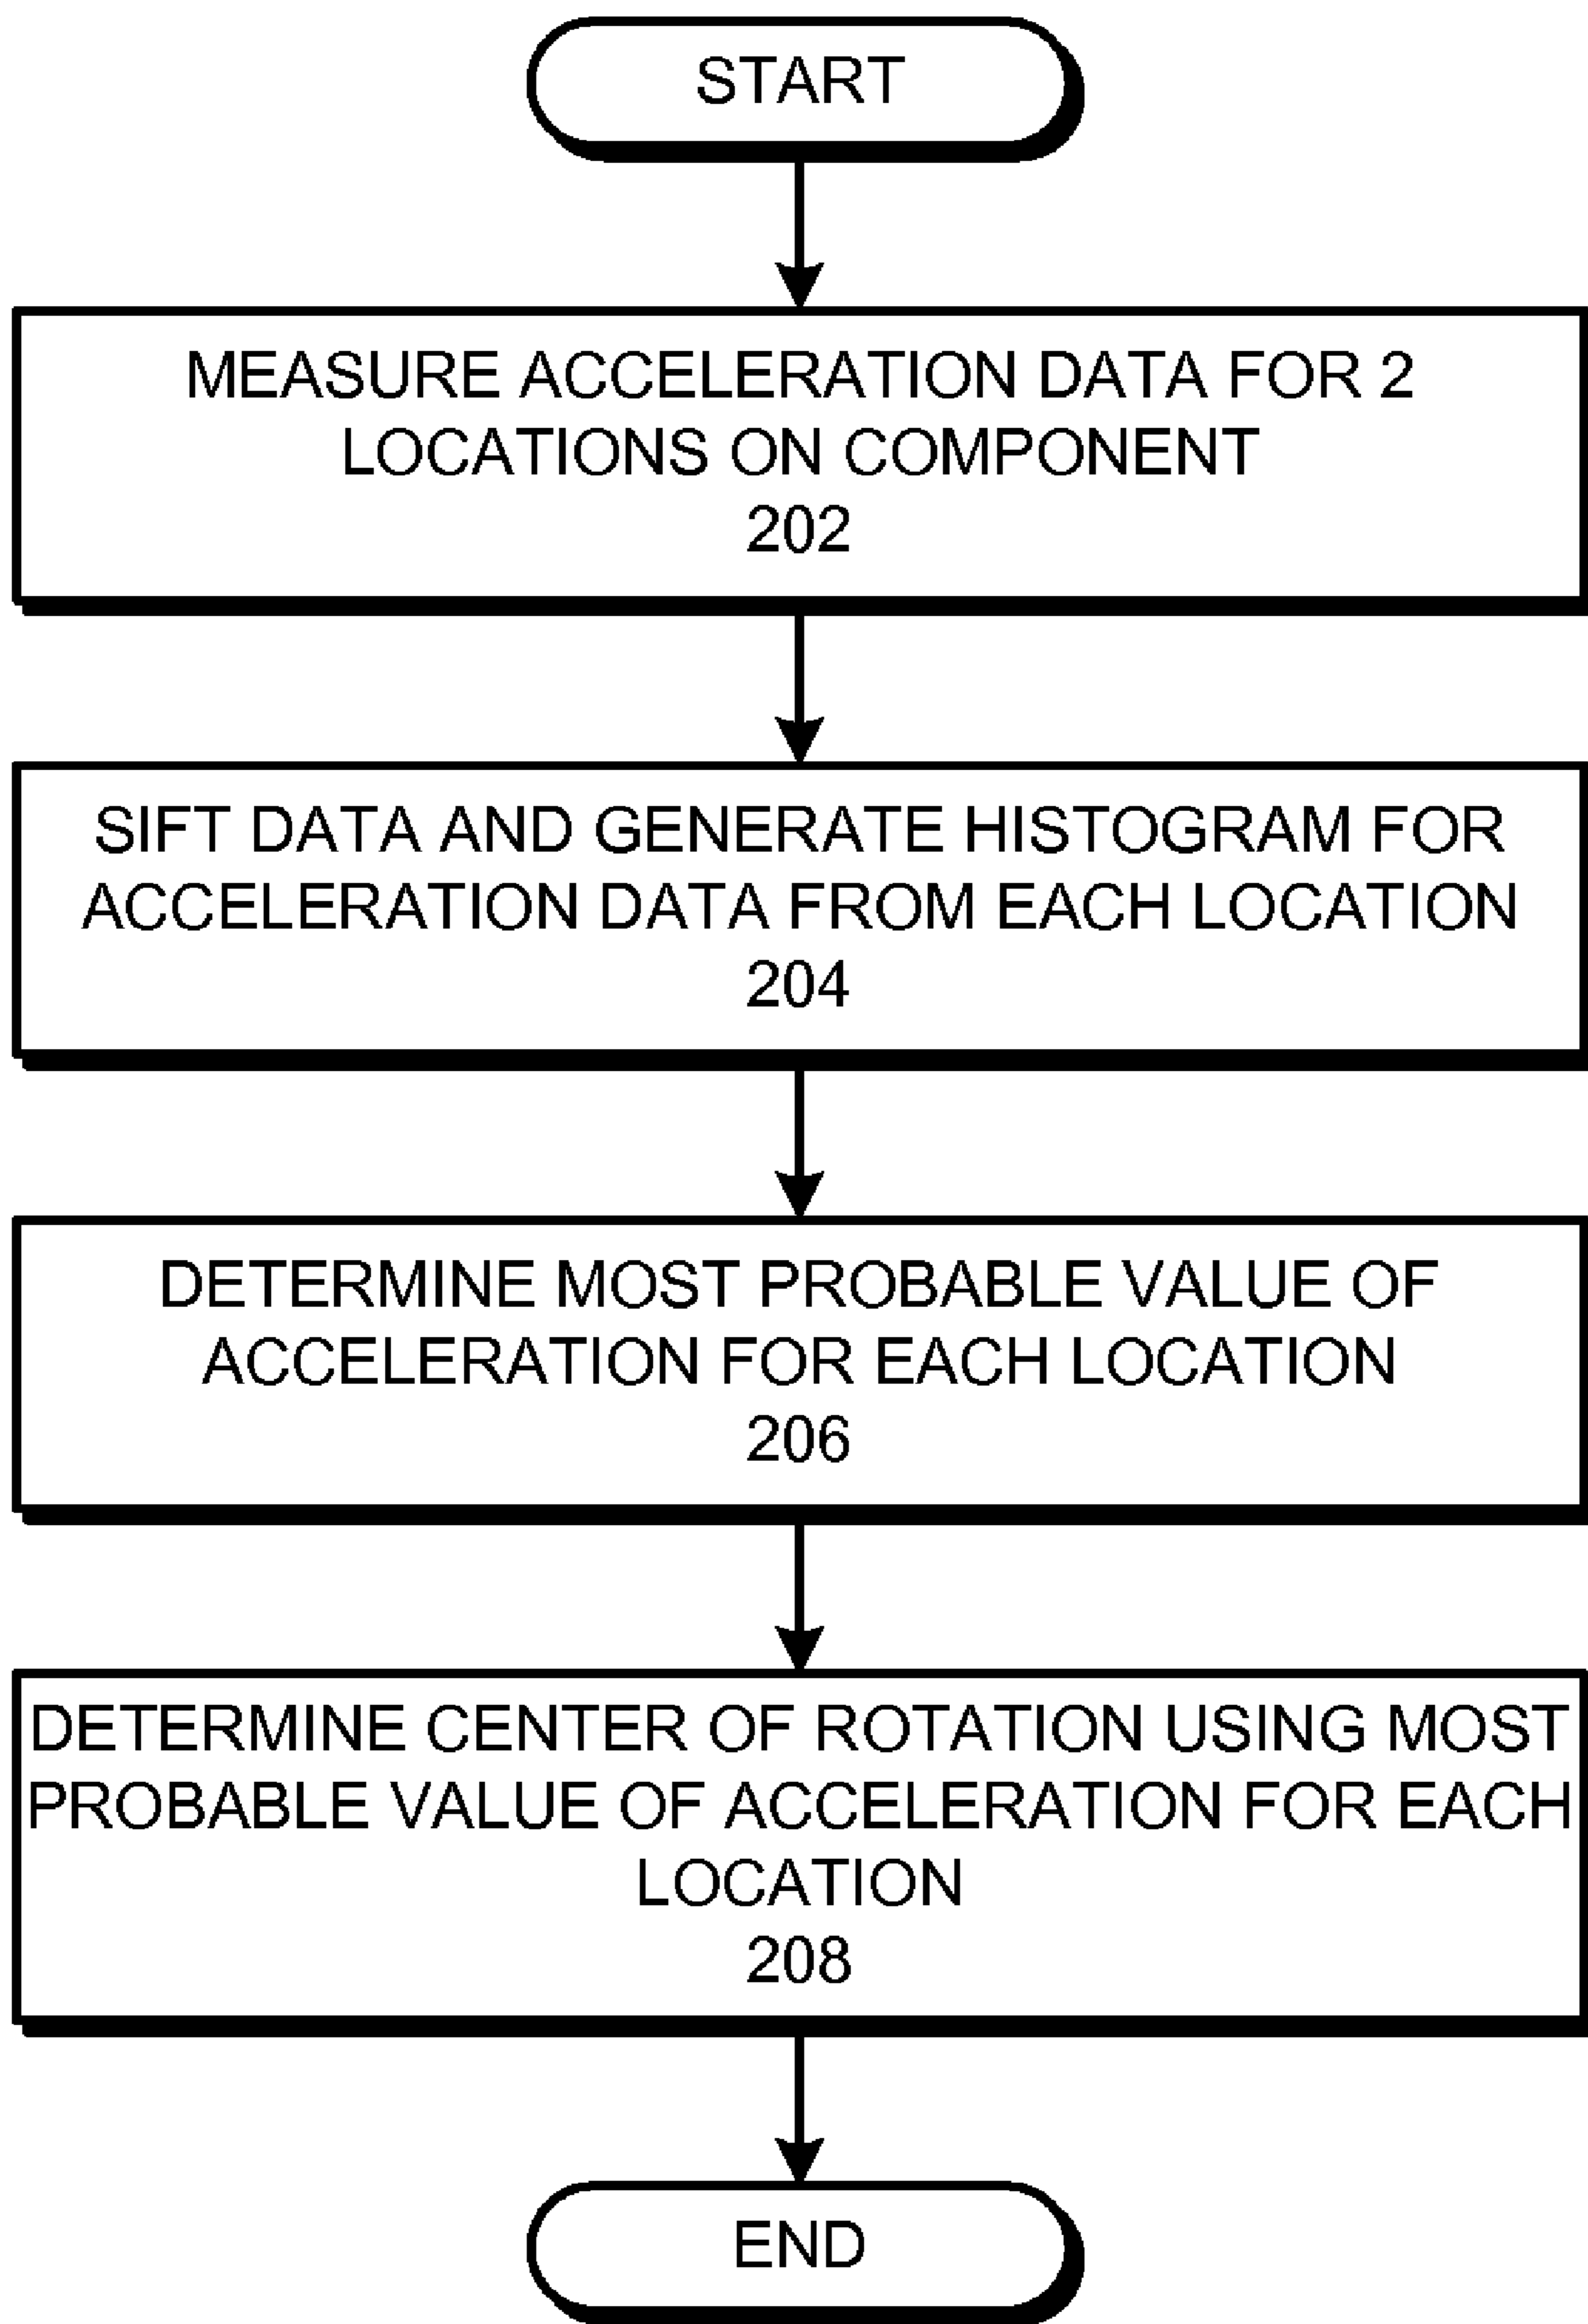 START
MEASURE ACCELERATION DATA FOR 2
LOCATIONS ON COMPONENT
202
SIFT DATA AND GENERATE HISTOGRAM FOR
ACCELERATION DATA FROM EACH LOCATION
204
DETERMINE MOST PROBABLE VALUE OF
ACCELERATION FOR EACH LOCATION
206
DETERMINE CENTER OF ROTATION USING MOST
PROBABLE VALUE OF ACCELERATION FOR EACH
LOCATION
208
END